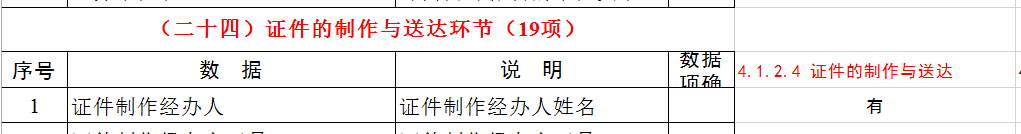 （二十四）证件的制作与送达环节（19项）
序号 数 据 说 明 数据项确 4.1.2.4 证件的制作与送达
1 证件制作经办人 证件制作经办人姓名 有